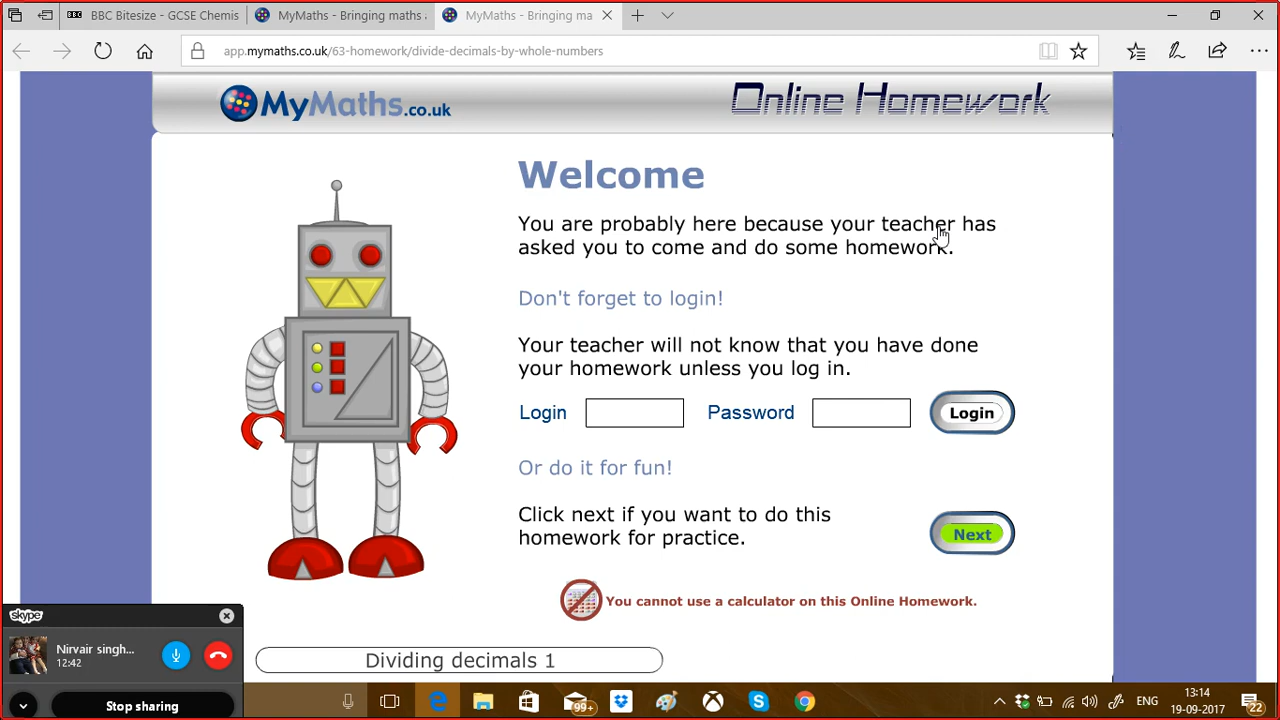 BBC Bitesize - GCSE Chemis
MyMaths - Bringing maths a
MyMaths - Bringing ma
app.mymaths.co.uk/63-homework/divide-decimals-by-whole-numbers
MyMaths.co.uk
Online Homework
Welcome
You are probably here because your teacher has
asked you to come and do some homework.
Don't forget to login!
Your teacher will not know that you have done
your homework unless you log in.
Login
Password
Login
Or do it for fun!
Click next if you want to do this
homework for practice.
Next
You cannot use a calculator on this Online Homework.
Dividing decimals 1
skype
Nirvair singh...
12:42
Stop sharing
99+
ENG
13:14
19-09-2017
22